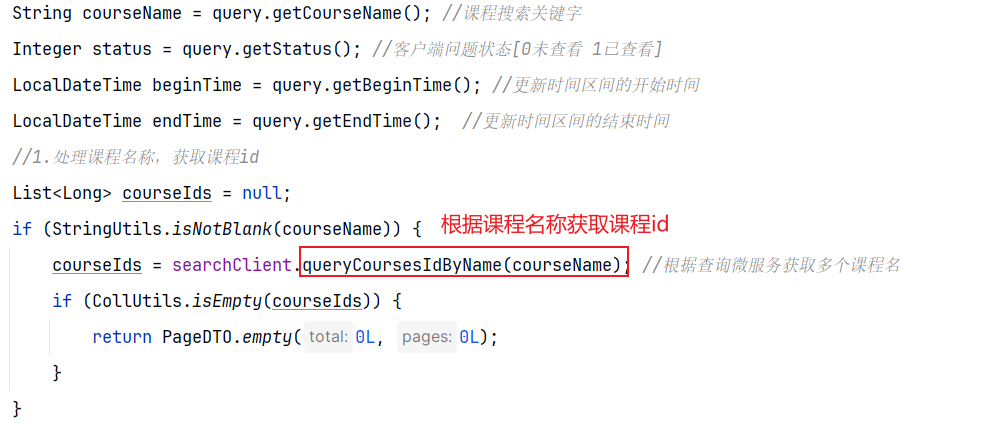 String courseName = query.getCourseName(); //课程搜索关键字
Integer status = query.getStatus(); //客户端问题状态[0未查看 1已查看]
LocalDateTime beginTime = query.getBeginTime(); //更新时间区间的开始时间
LocalDateTime endTime = query.getEndTime();  //更新时间区间的结束时间
//1.处理课程名称，获取课程id
List<Long> courseIds = null;
if (StringUtils.isNotBlank(courseName)) { 根据课程名称获取课程id
courseIds = searchClient.queryCoursesIdByName(courseName); //根据查询微服务获取多个课程名
if (CollUtils.isEmpty(courseIds)) {
return PageDTO.empty( total: 0L, pages: 0L);
}
}